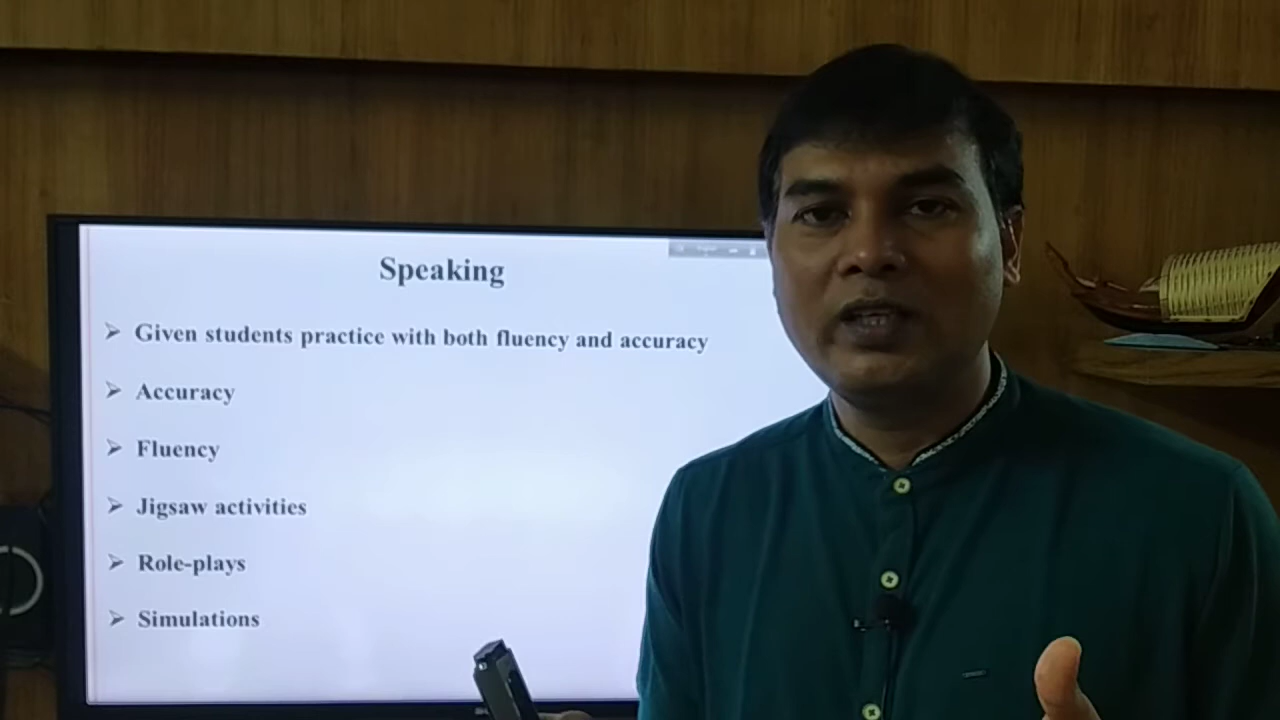 Speaking
Given students practice with both fluency and accuracy
Accuracy
Fluency
Jigsaw activities
Role-plays
Simulations